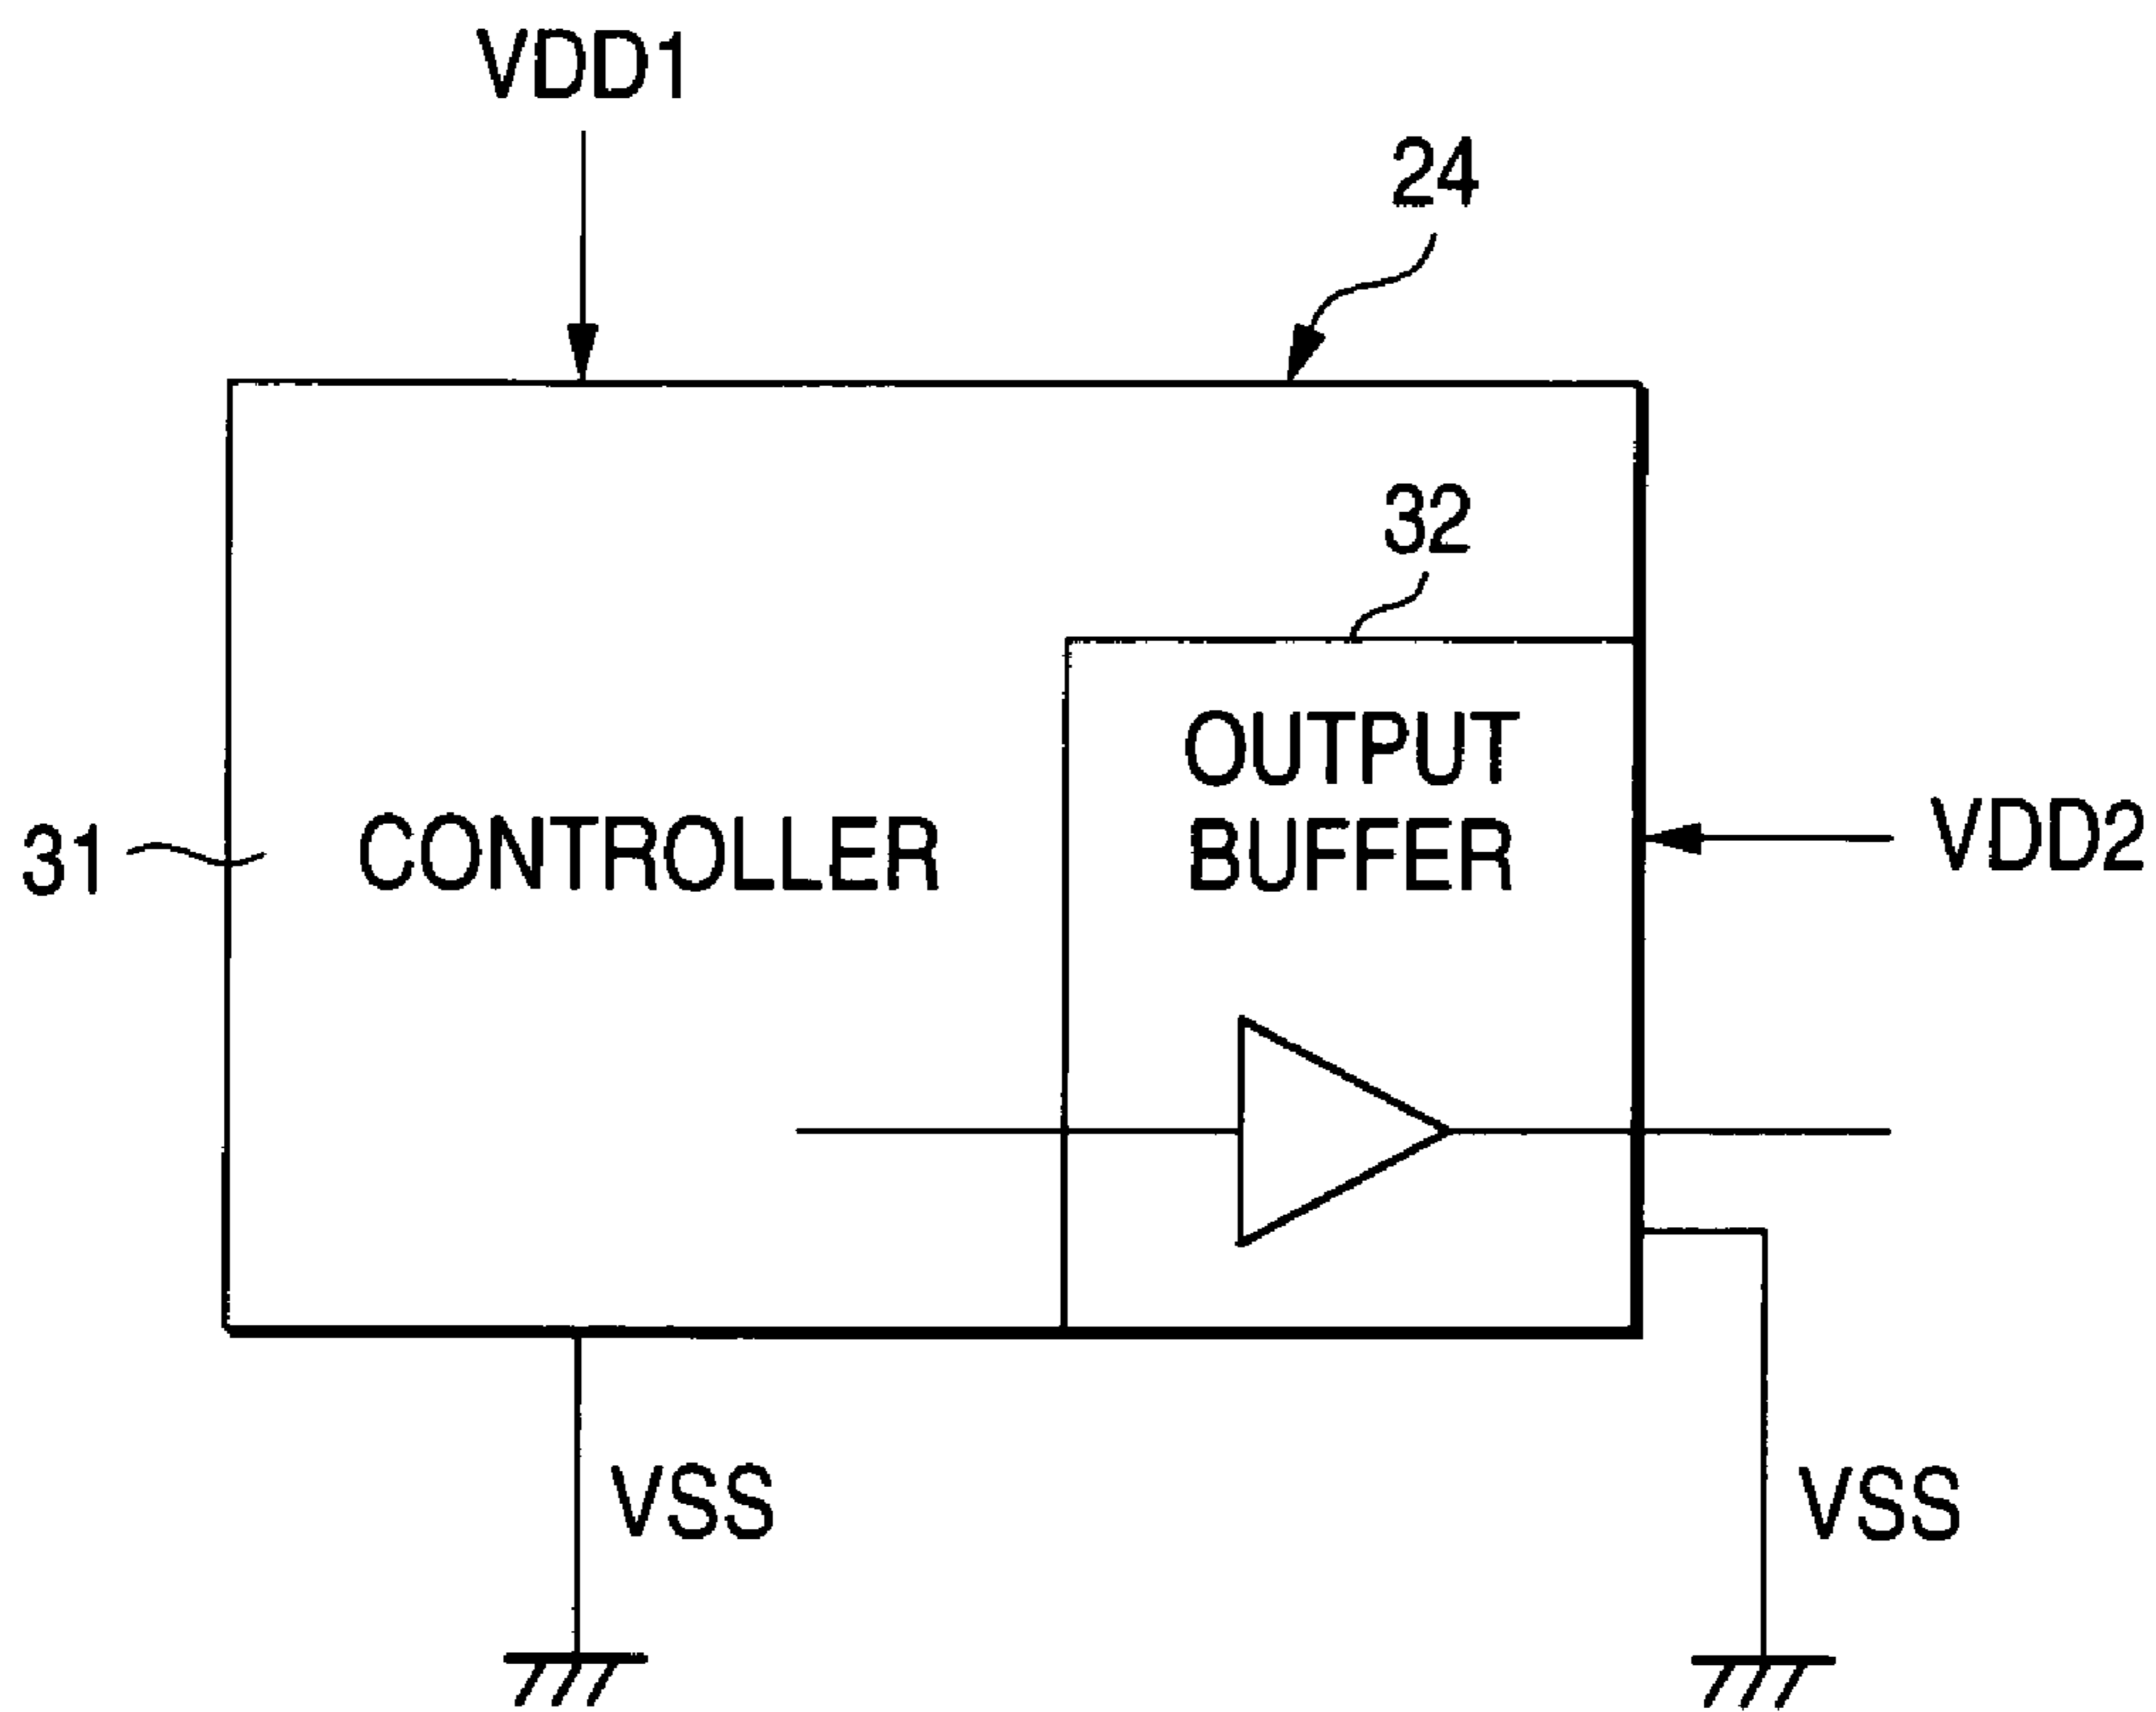 VDD1
24
32
OUTPUT
BUFFER
31
CONTROLLER
VDD2
VSS
VSS